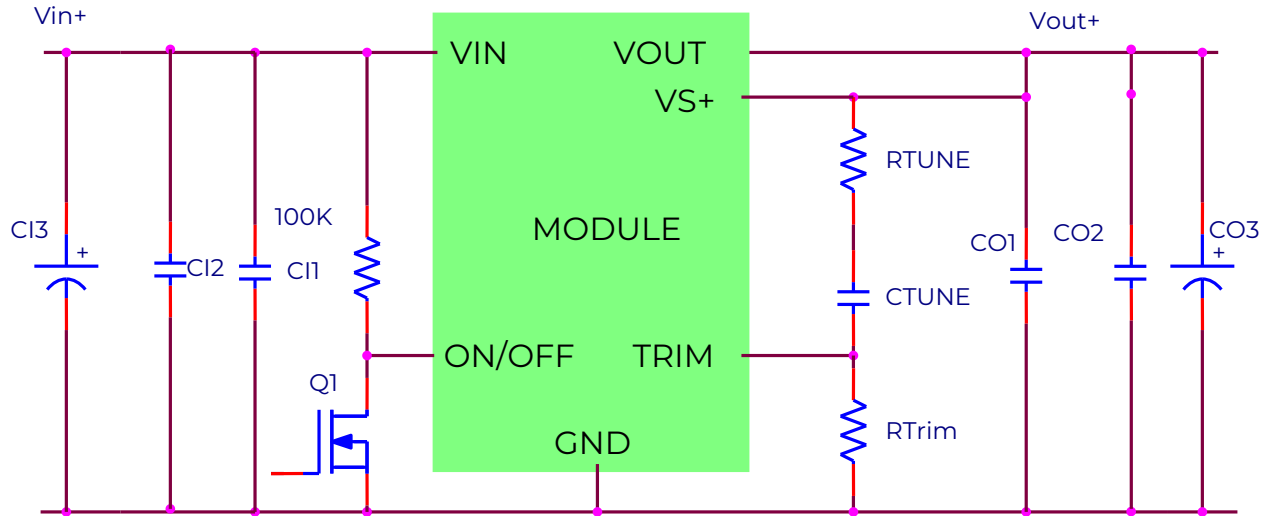 Vin+
Vout+
VIN
VOUT
VS+
RTUNE
100K
CI3
+
CI2
CI1
MODULE
CO1
CO2
CO3
+
CTUNE
ON/OFF
TRIM
Q1
GND
RTrim